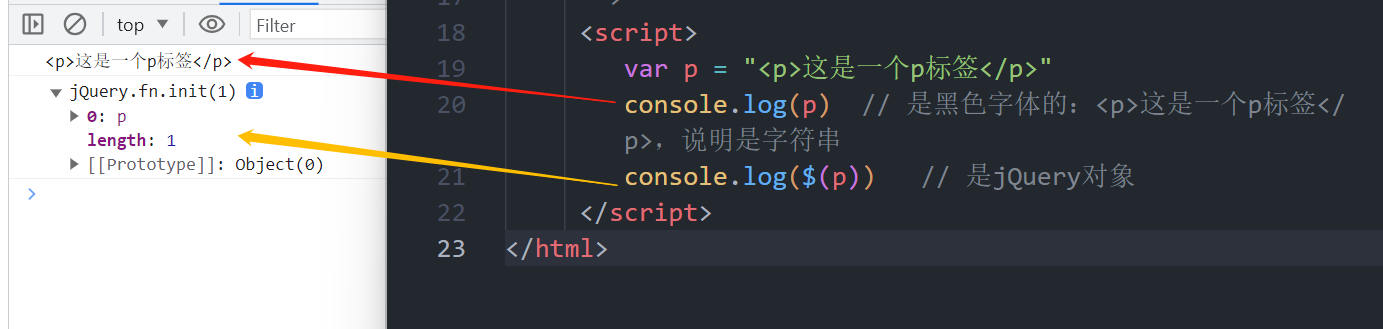 top
Filter
<p>这是一个p标签</p>
jQuery.fn.init(1) i
0: p
length: 1
[[Prototype]]: Object(0)
18 <script>
19 var p = "<p>这是一个p标签</p>"
20 console.log(p) // 是黑色字体的：<p>这是一个p标签</
p>，说明是字符串
21 console.log($(p)) // 是jQuery对象
22 </script>
23 </html>